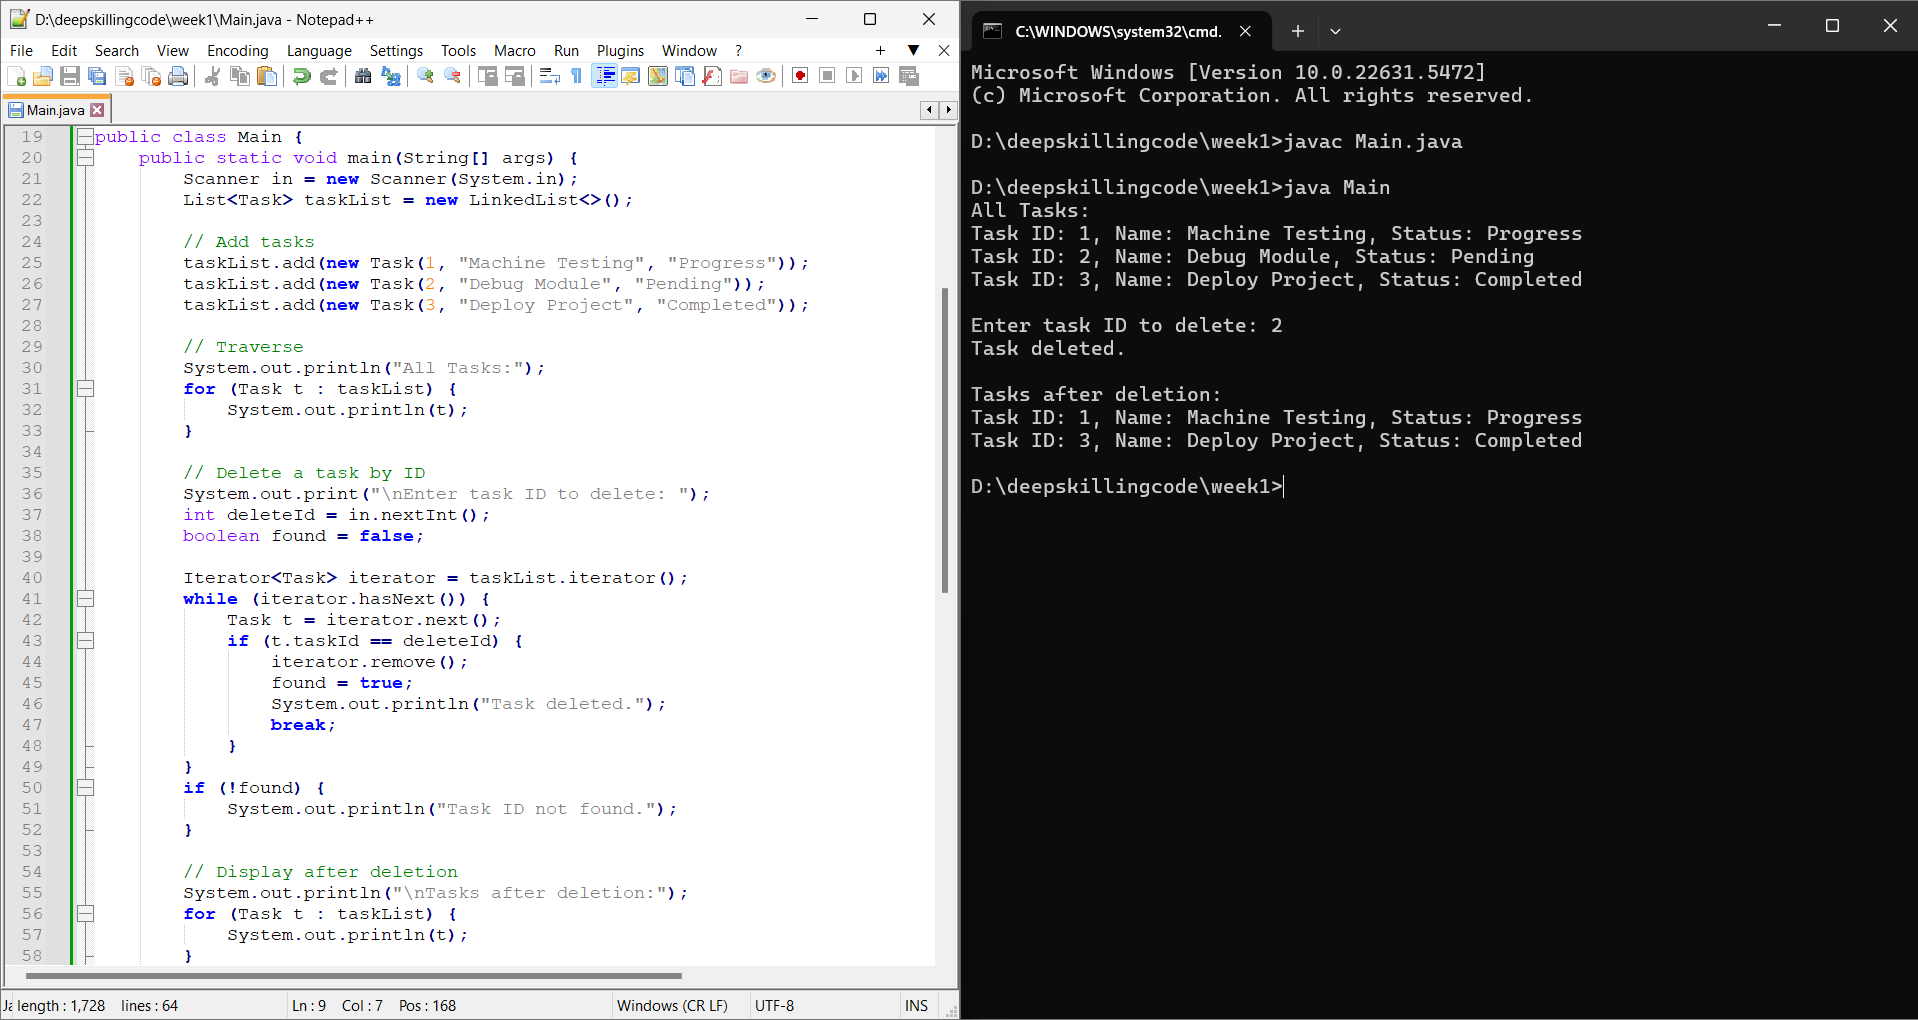 D:\deepskillingcode\week1\Main.java - Notepad++
File Edit Search View Encoding Language Settings Tools Macro Run Plugins Window ?
Main.java
19 public class Main {
20 public static void main(String[] args) {
21 Scanner in = new Scanner(System.in);
22 List<Task> taskList = new LinkedList<>();
23
24 // Add tasks
25 taskList.add(new Task(1, "Machine Testing", "Progress"));
26 taskList.add(new Task(2, "Debug Module", "Pending"));
27 taskList.add(new Task(3, "Deploy Project", "Completed"));
28
29 // Traverse
30 System.out.println("All Tasks:");
31 for (Task t : taskList) {
32 System.out.println(t);
33 }
34
35 // Delete a task by ID
36 System.out.print("\nEnter task ID to delete: ");
37 int deleteId = in.nextInt();
38 boolean found = false;
39
40 Iterator<Task> iterator = taskList.iterator();
41 while (iterator.hasNext()) {
42 Task t = iterator.next();
43 if (t.taskId == deleteId) {
44 iterator.remove();
45 found = true;
46 System.out.println("Task deleted.");
47 break;
48 }
49 }
50 if (!found) {
51 System.out.println("Task ID not found.");
52 }
53
54 // Display after deletion
55 System.out.println("\nTasks after deletion:");
56 for (Task t : taskList) {
57 System.out.println(t);
58 }
Ja length : 1,728 lines : 64 Ln : 9 Col : 7 Pos : 168 Windows (CR LF) UTF-8 INS
C:\WINDOWS\system32\cmd.
Microsoft Windows [Version 10.0.22631.5472]
(c) Microsoft Corporation. All rights reserved.
D:\deepskillingcode\week1>javac Main.java
D:\deepskillingcode\week1>java Main
All Tasks:
Task ID: 1, Name: Machine Testing, Status: Progress
Task ID: 2, Name: Debug Module, Status: Pending
Task ID: 3, Name: Deploy Project, Status: Completed
Enter task ID to delete: 2
Task deleted.
Tasks after deletion:
Task ID: 1, Name: Machine Testing, Status: Progress
Task ID: 3, Name: Deploy Project, Status: Completed
D:\deepskillingcode\week1>